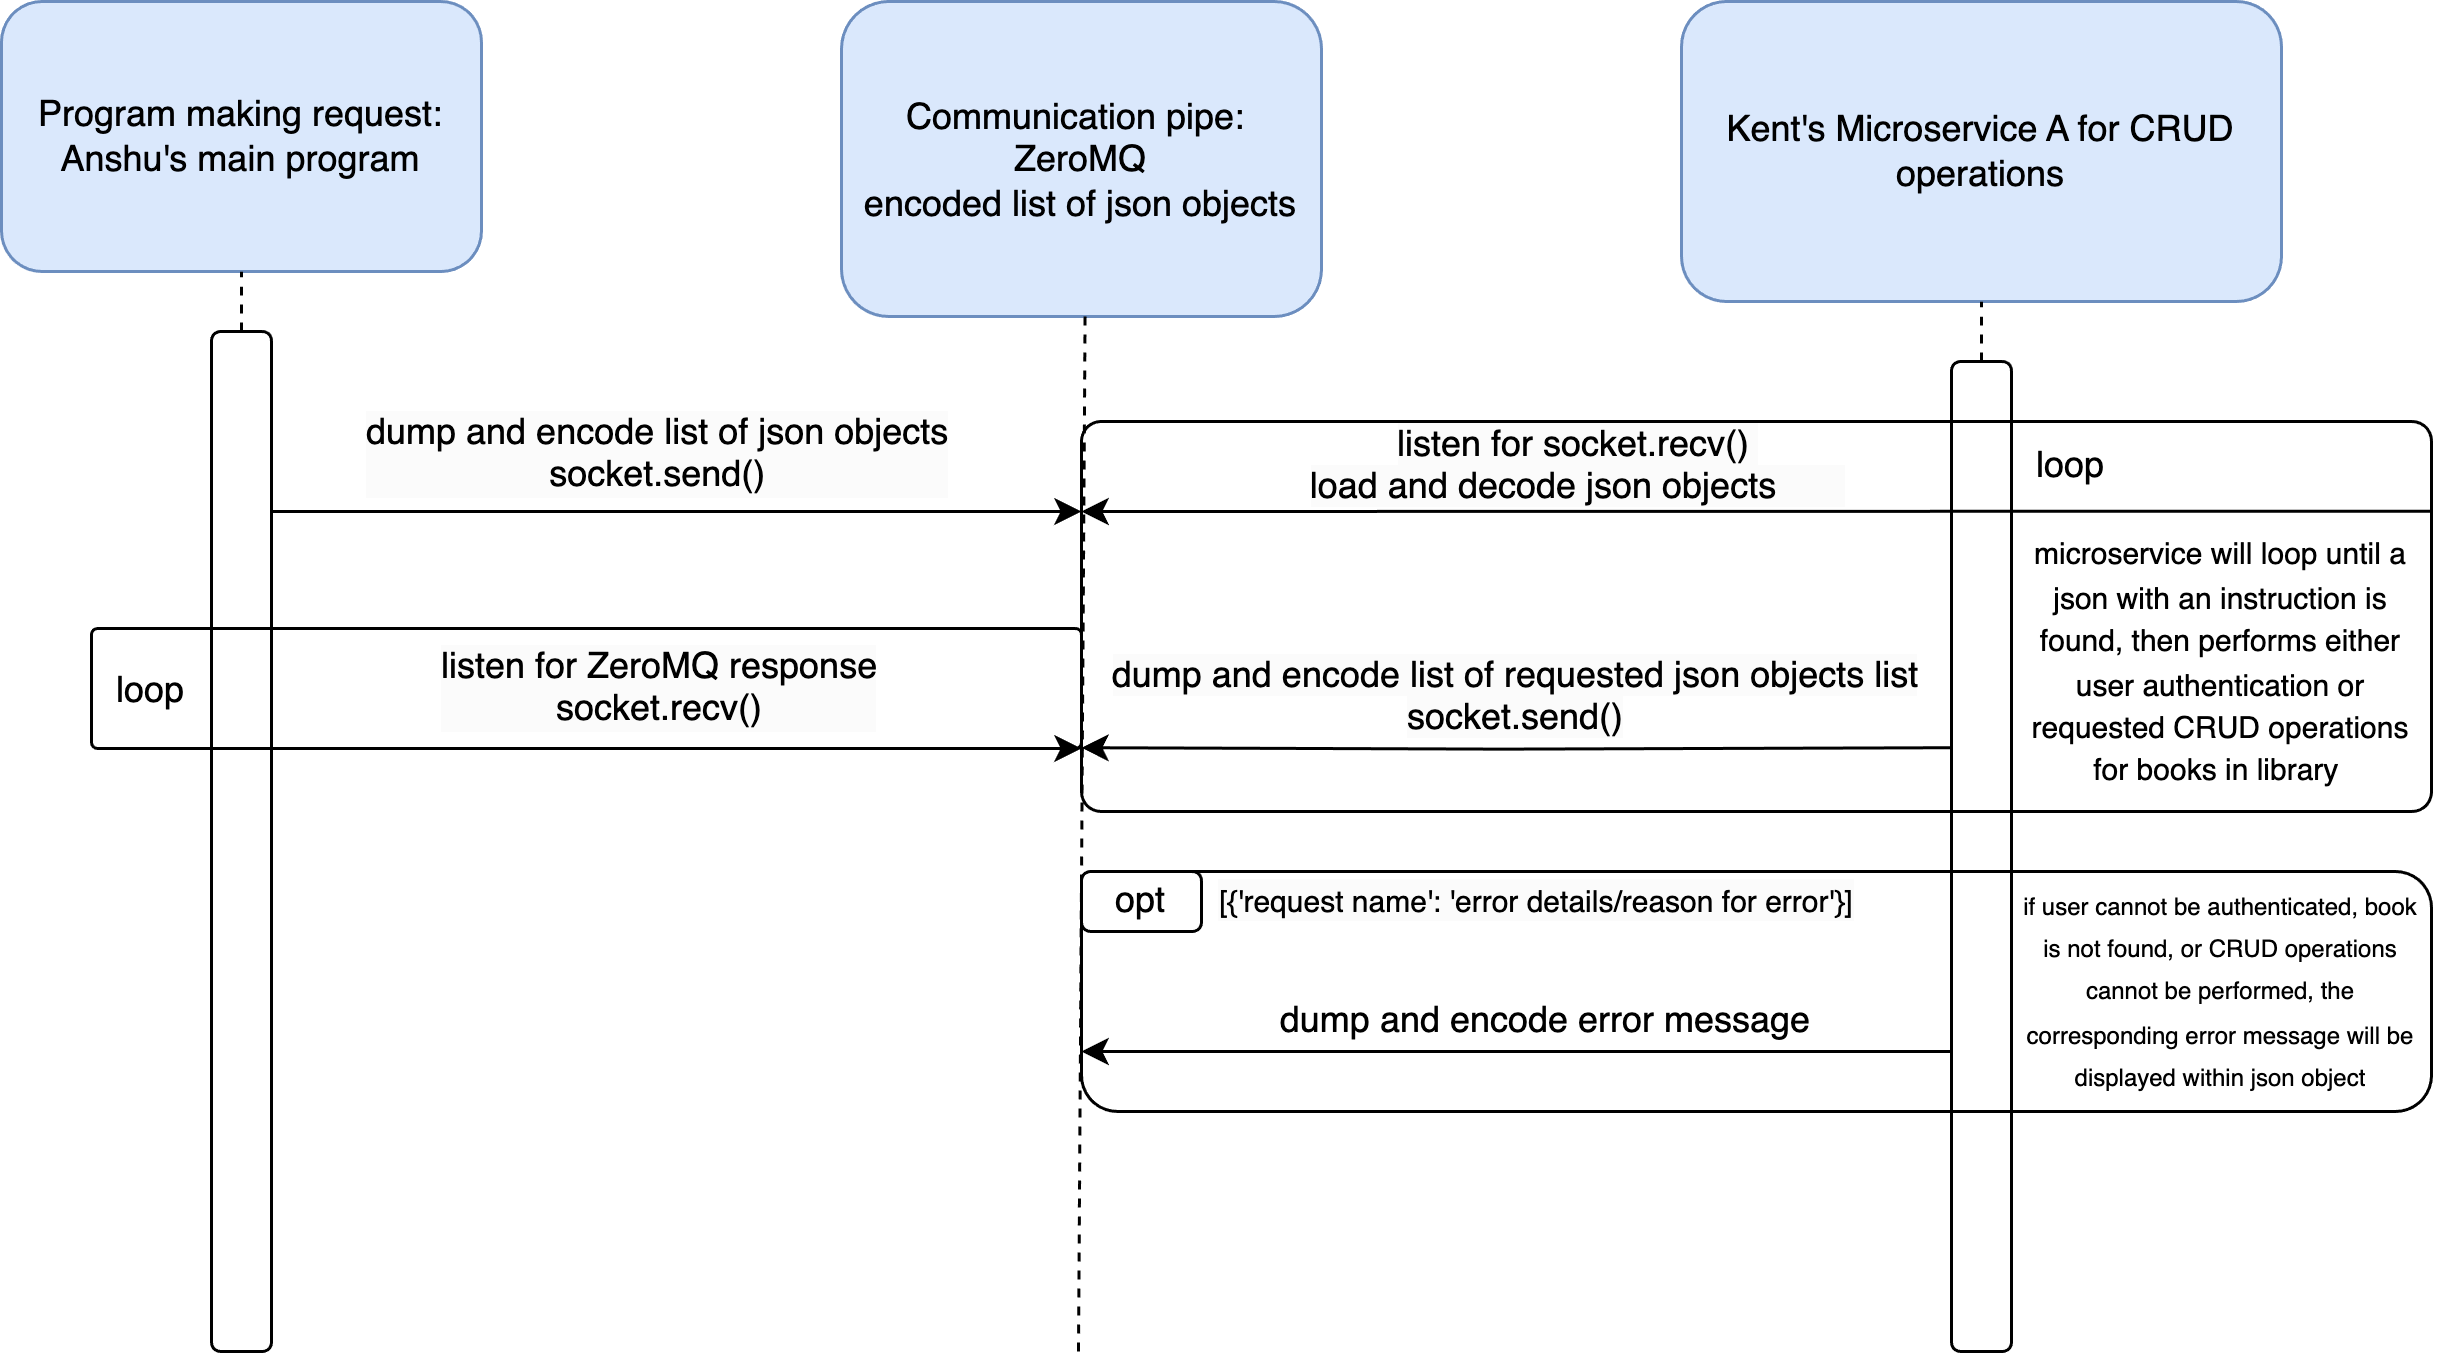 Program making request:
Anshu's main program
Communication pipe:
ZeroMQ
encoded list of json objects
Kent's Microservice A for CRUD
operations
dump and encode list of json objects
socket.send()
listen for socket.recv()
load and decode json objects
loop
microservice will loop until a
json with an instruction is
found, then performs either
user authentication or
requested CRUD operations
for books in library
loop
listen for ZeroMQ response
socket.recv()
dump and encode list of requested json objects list
socket.send()
opt
[{'request name': 'error details/reason for error'}]
if user cannot be authenticated, book
is not found, or CRUD operations
cannot be performed, the
corresponding error message will be
displayed within json object
dump and encode error message